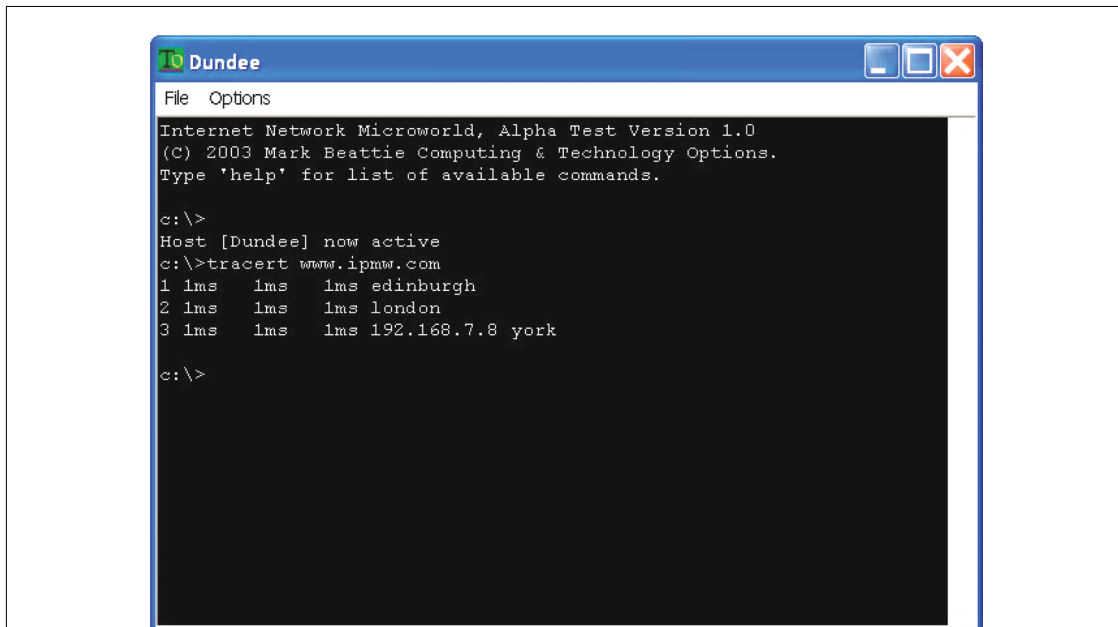 Dundee
File Options
Internet Network Microworld, Alpha Test Version 1.0
(C) 2003 Mark Beattie Computing & Technology Options.
Type 'help' for list of available commands.
c:\>
Host [Dundee] now active
c:\>tracert www.ipmw.com
1 1ms 1ms 1ms edinburgh
2 1ms 1ms 1ms london
3 1ms 1ms 1ms 192.168.7.8 york
c:\>